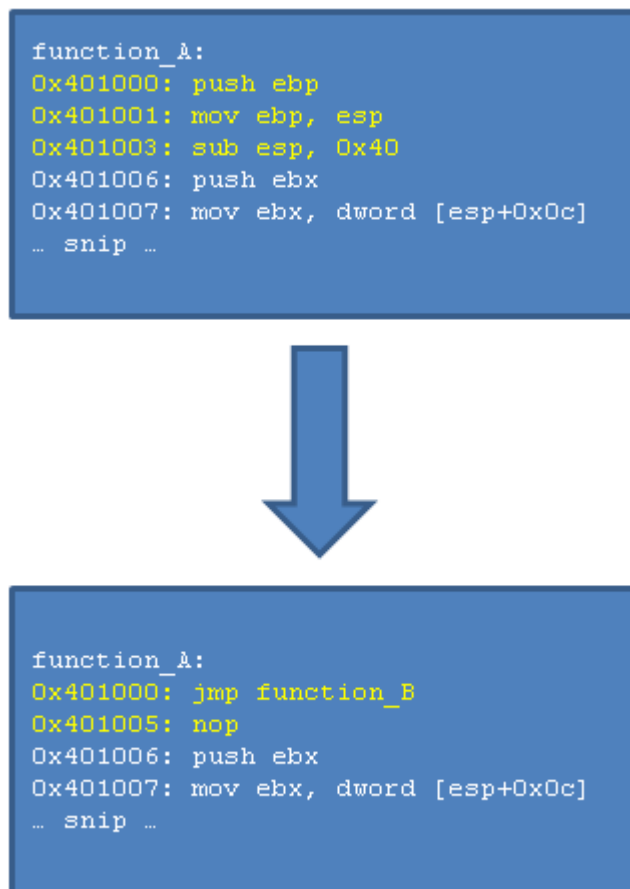 function_A:
0x401000: push ebp
0x401001: mov ebp, esp
0x401003: sub esp, 0x40
0x401006: push ebx
0x401007: mov ebx, dword [esp+0x0c]
… snip …
function_A:
0x401000: jmp function_B
0x401005: nop
0x401006: push ebx
0x401007: mov ebx, dword [esp+0x0c]
… snip …